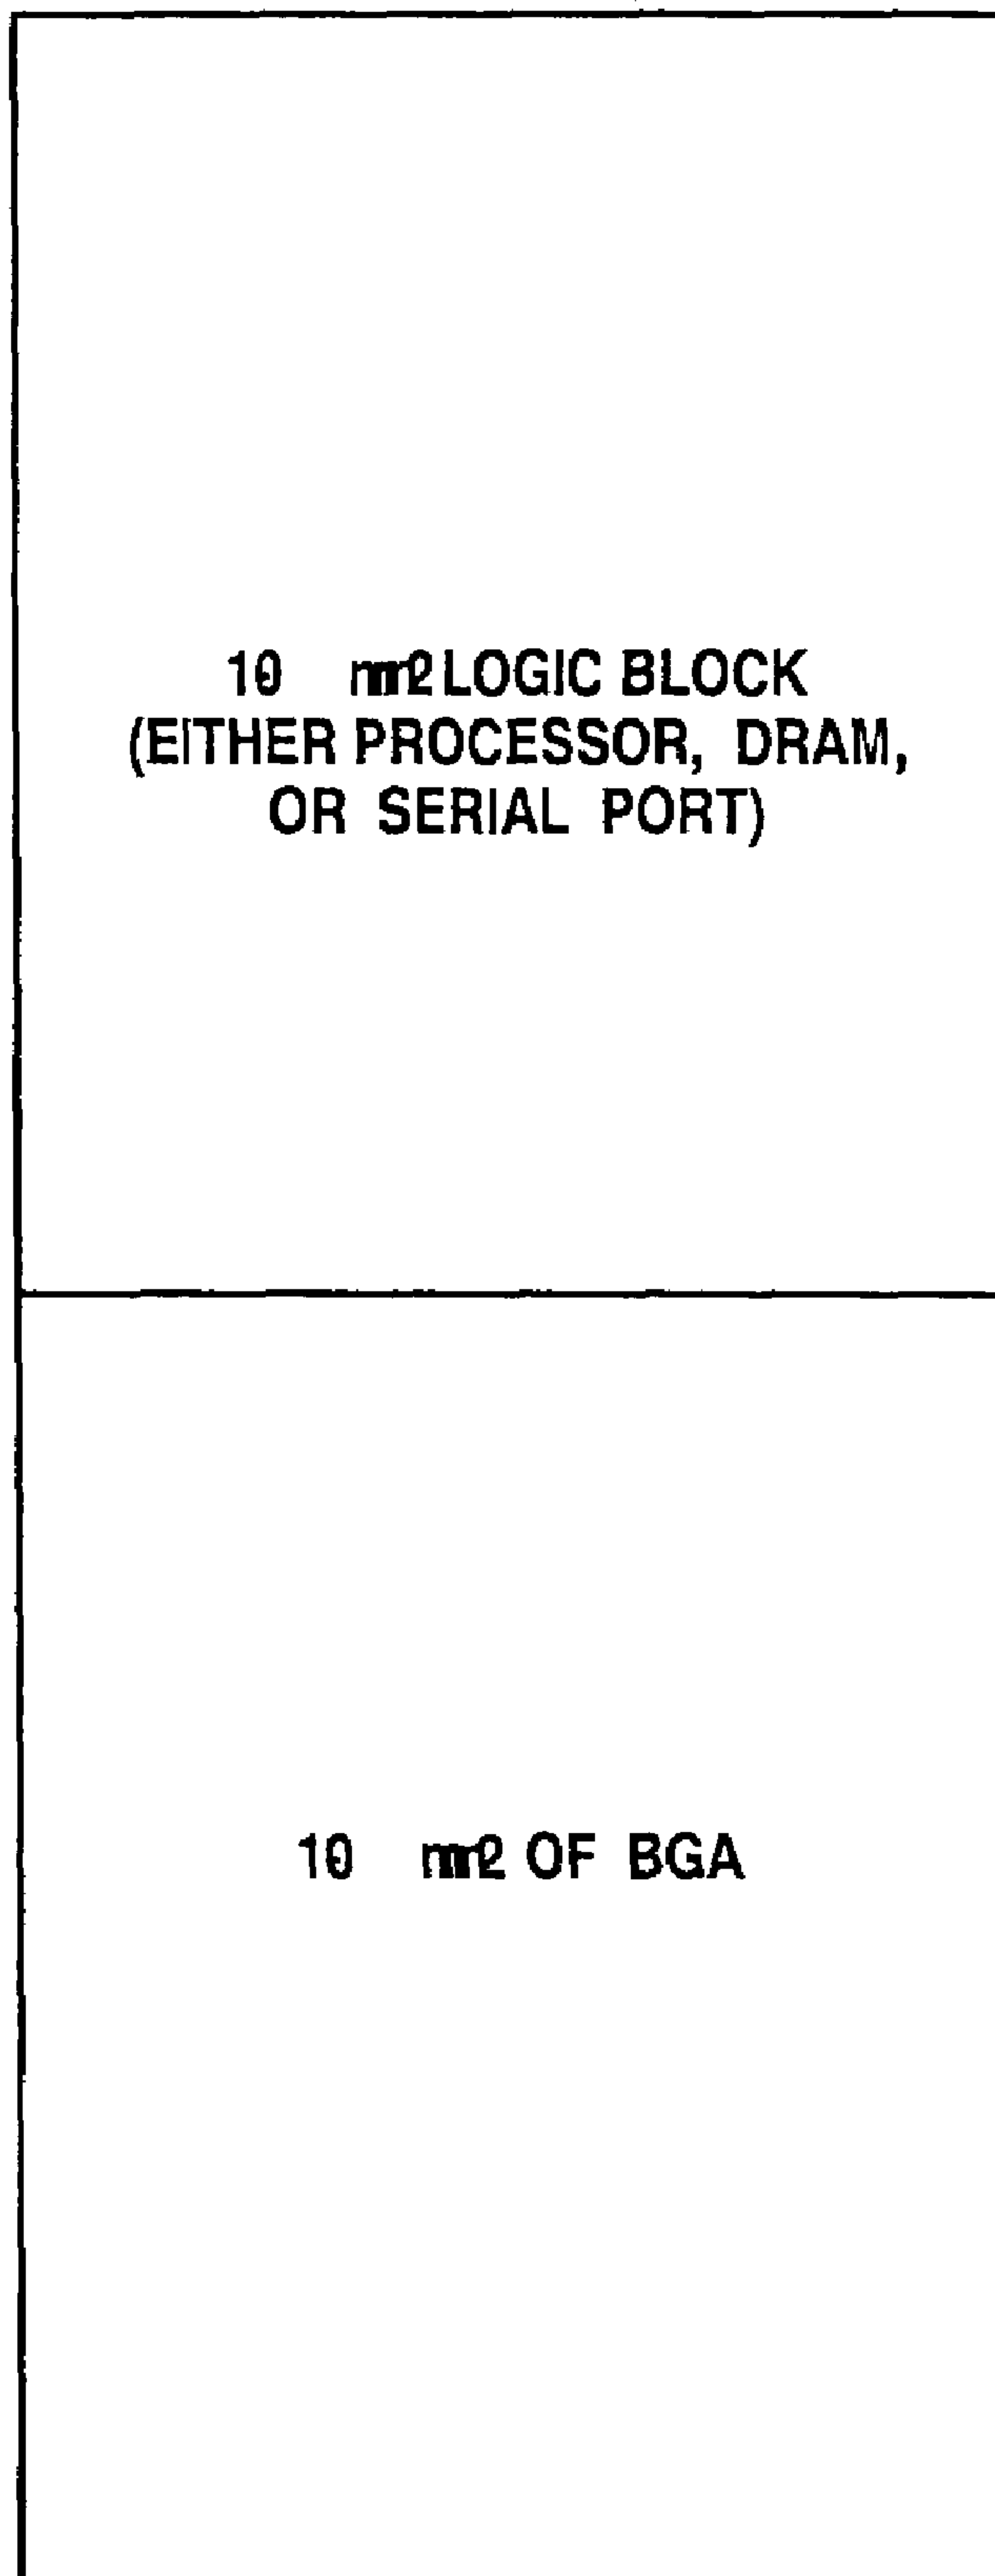 10 mm2 LOGIC BLOCK
(EITHER PROCESSOR, DRAM,
OR SERIAL PORT)
10 mm2 OF BGA